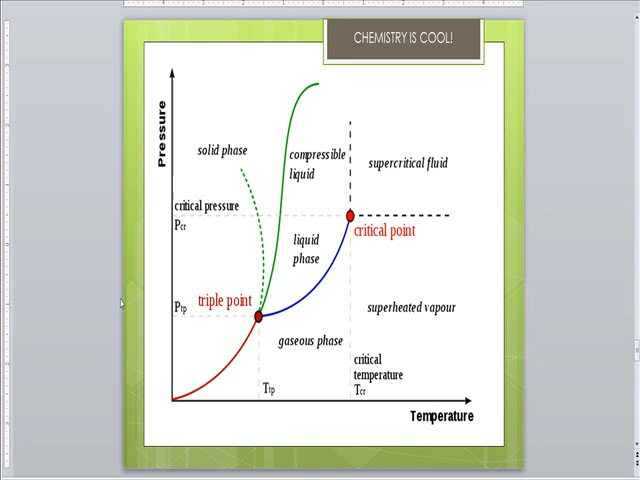 CHEMISTRY IS COOL!
Pressure
solid phase
compressible
liquid
supercritical fluid
critical pressure
Pcr
critical point
liquid
phase
triple point
Ptp
superheated vapour
gaseous phase
critical
temperature
Ttp
Tcr
Temperature